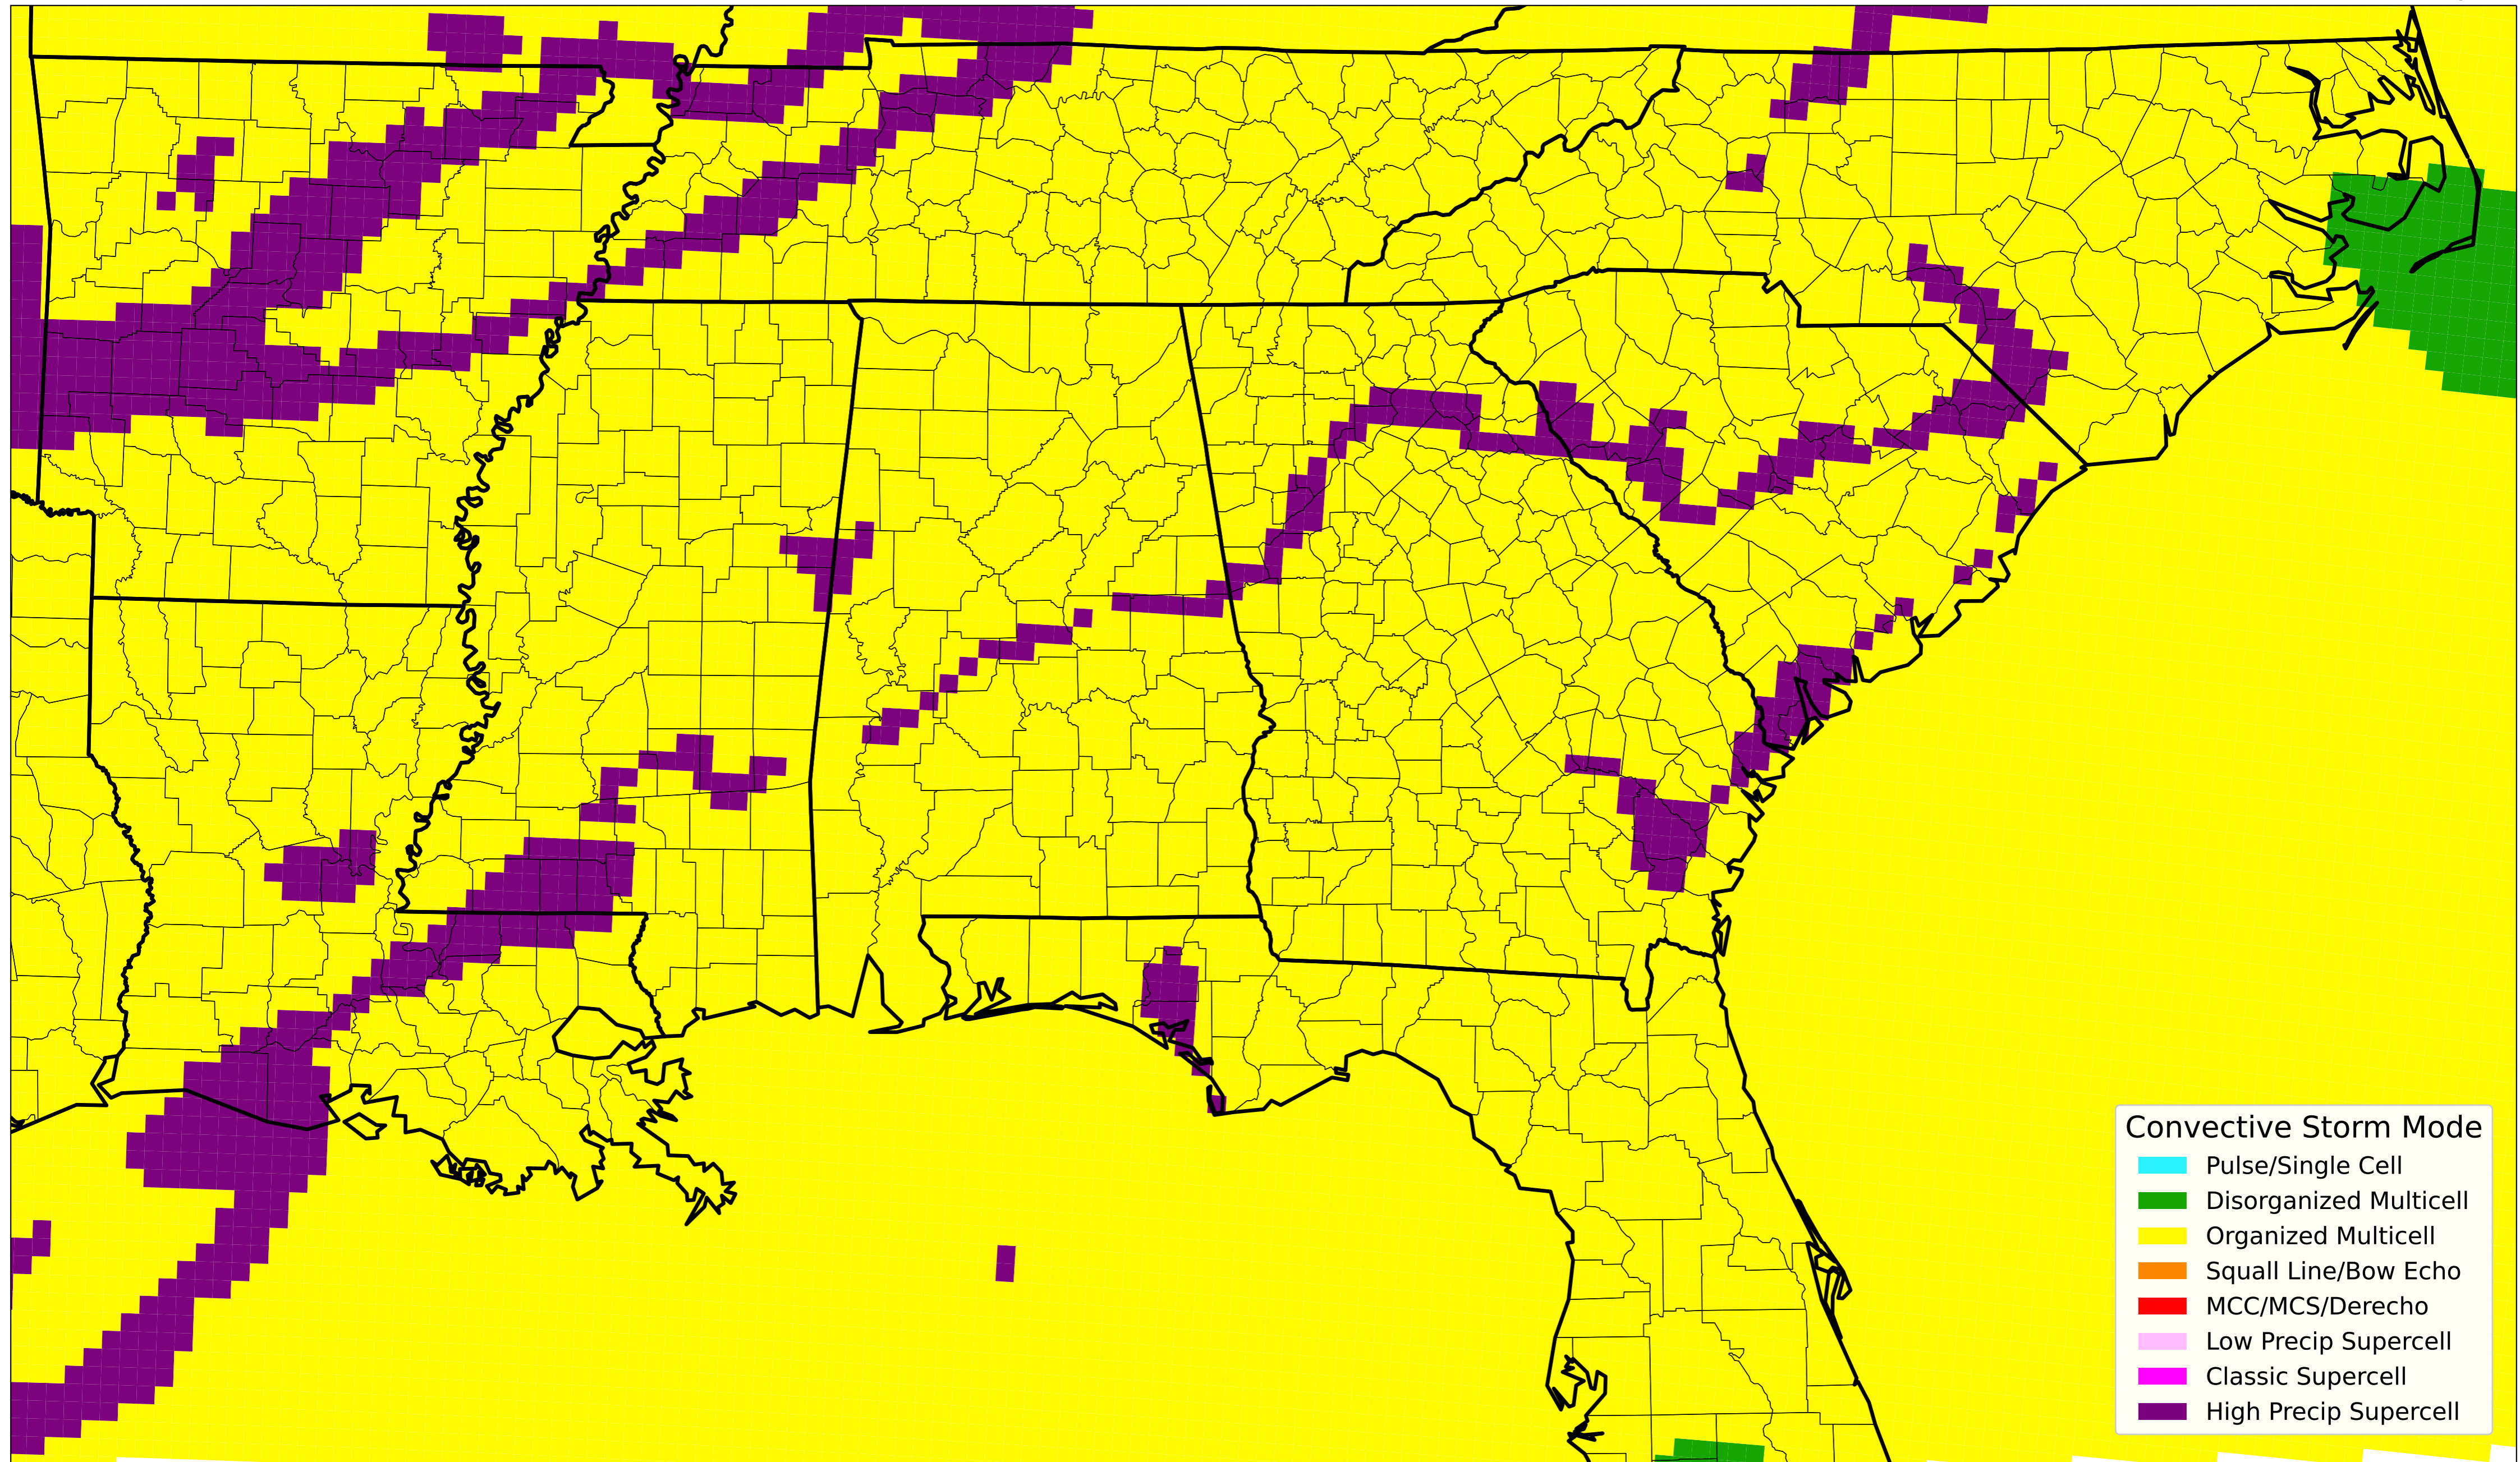 Convective Storm Mode
Pulse/Single Cell
Disorganized Multicell
Organized Multicell
Squall Line/Bow Echo
MCC/MCS/Derecho
Low Precip Supercell
Classic Supercell
High Precip Supercell